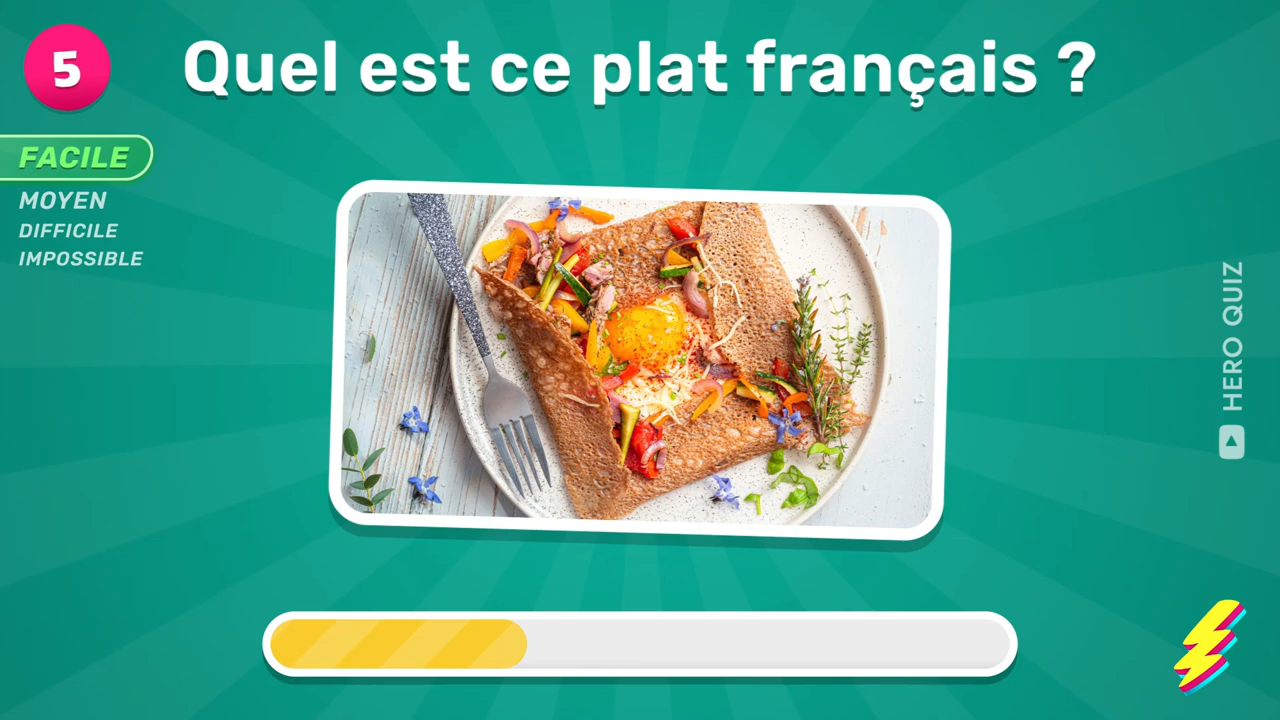 5
Quel est ce plat français ?
FACILE
MOYEN
DIFFICILE
IMPOSSIBLE
HERO QUIZ